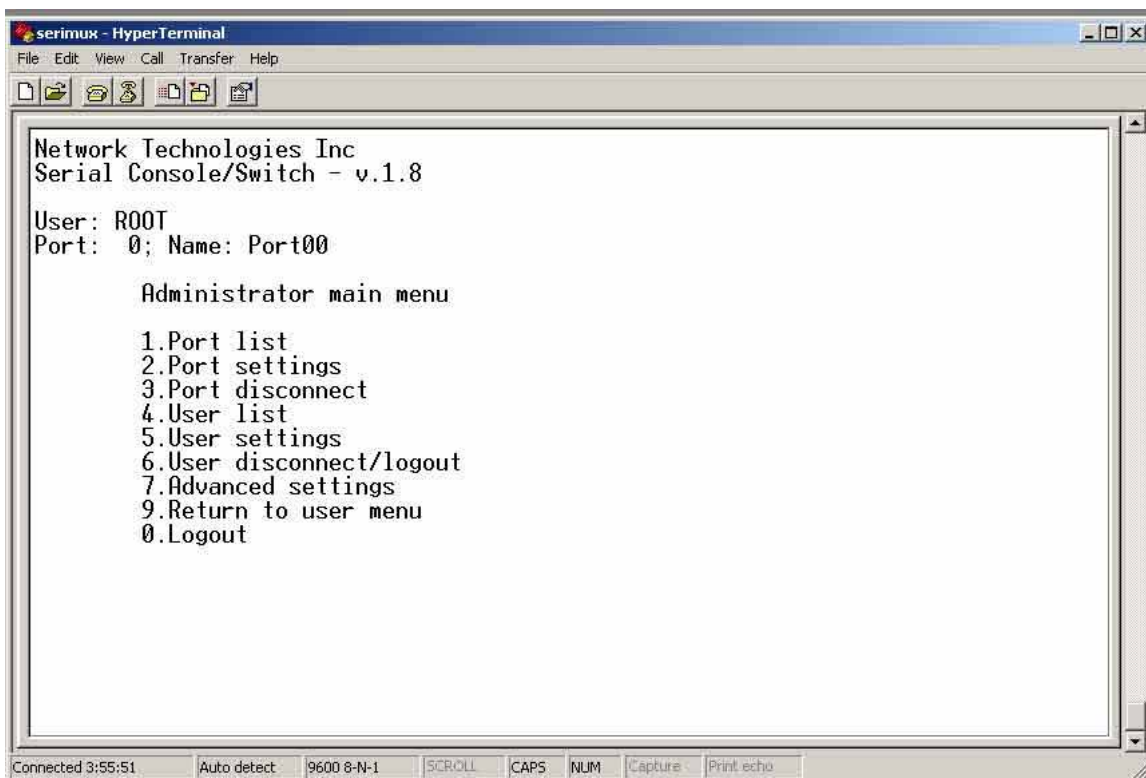 serimux - HyperTerminal
File Edit View Call Transfer Help
Network Technologies Inc
Serial Console/Switch - v.1.8
User: ROOT
Port:  0; Name: Port00
Administrator main menu
1.Port list
2.Port settings
3.Port disconnect
4.User list
5.User settings
6.User disconnect/logout
7.Advanced settings
9.Return to user menu
0.Logout
Connected 3:55:51 Auto detect 9600 8-N-1 SCROLL CAPS NUM Capture Print echo